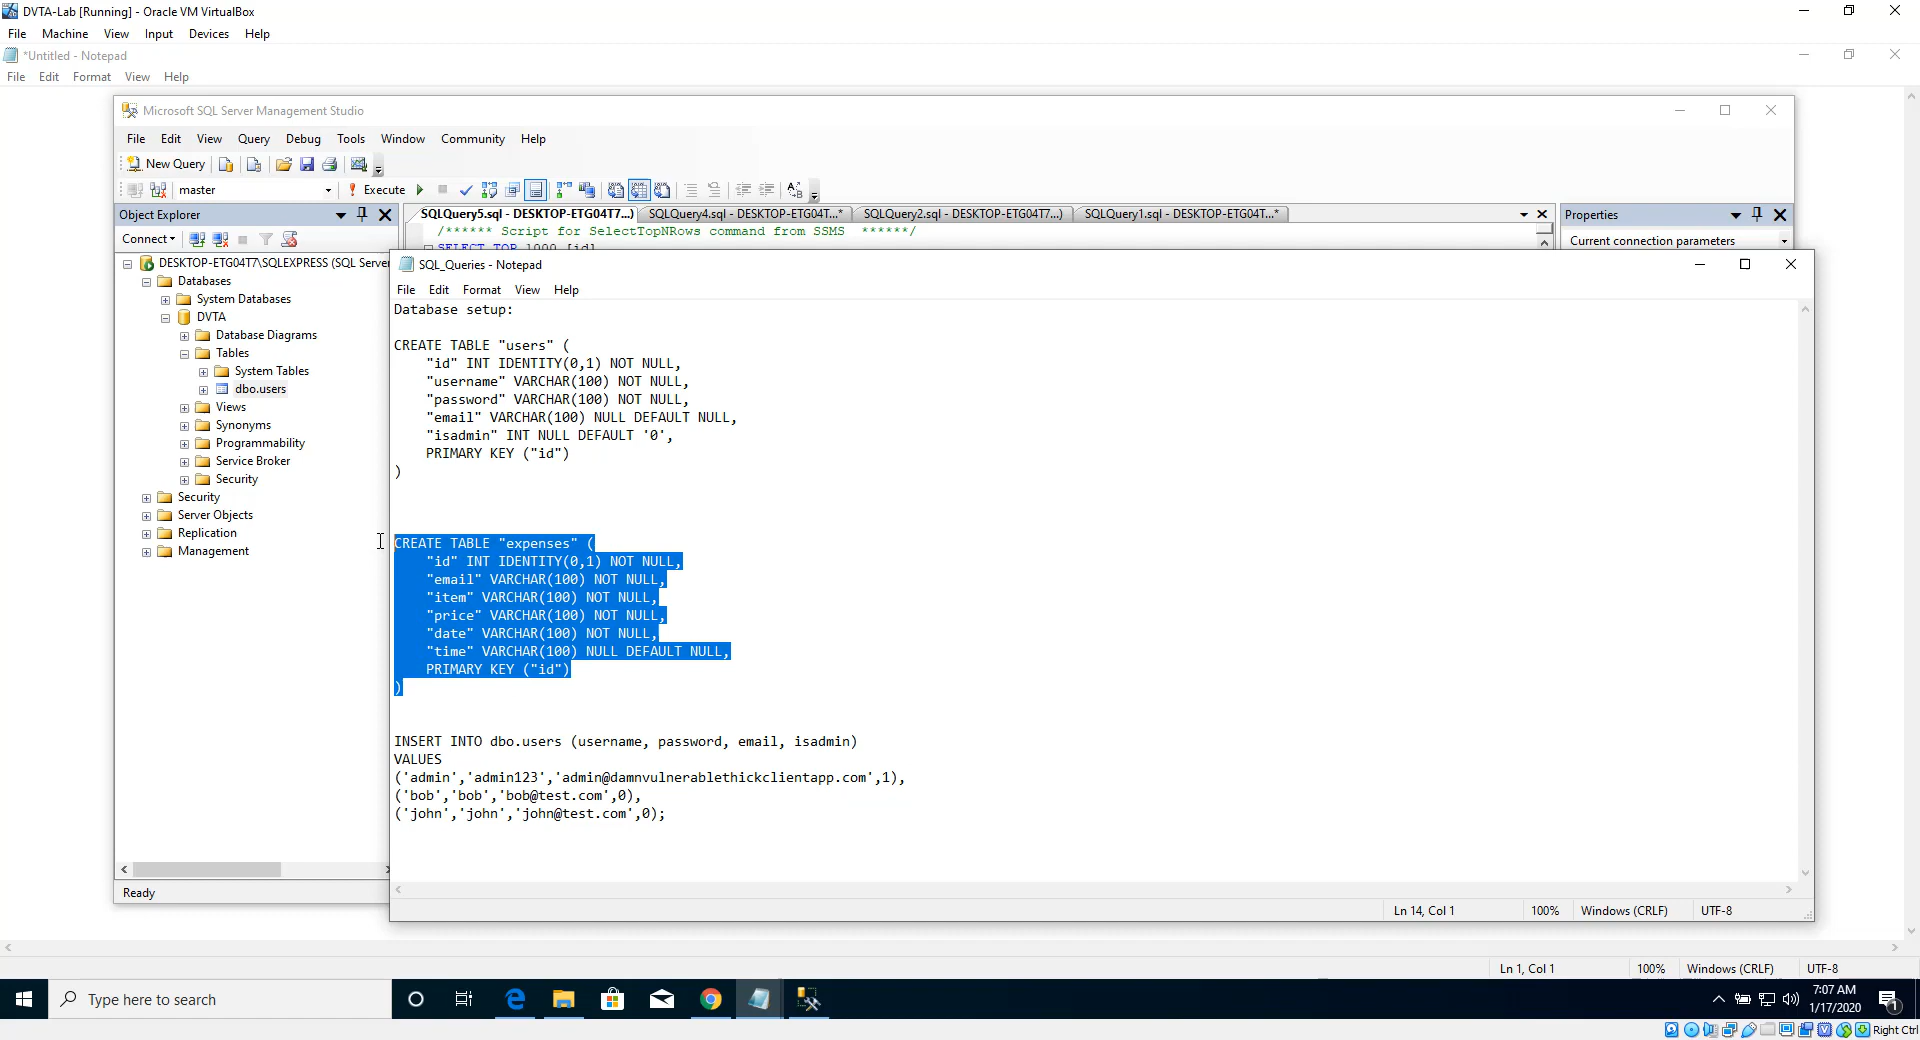 DVTA-Lab [Running] - Oracle VM VirtualBox
File Machine View Input Devices Help
*Untitled - Notepad
File Edit Format View Help
Microsoft SQL Server Management Studio
File Edit View Query Debug Tools Window Community Help
New Query
master Execute
Object Explorer
SQLQuery5.sql - DESKTOP-ETG04T7...) SQLQuery4.sql - DESKTOP-ETG04T...* SQLQuery2.sql - DESKTOP-ETG04T7...) SQLQuery1.sql - DESKTOP-ETG04T...*
Properties
Connect
/****** Script for SelectTopNRows command from SSMS ******/
SELECT TOP 1000 [id]
Current connection parameters
DESKTOP-ETG04T7\SQLEXPRESS (SQL Server
Databases
System Databases
DVTA
Database Diagrams
Tables
System Tables
dbo.users
Views
Synonyms
Programmability
Service Broker
Security
Security
Server Objects
Replication
Management
Ready
SQL_Queries - Notepad
File Edit Format View Help
Database setup:
CREATE TABLE "users" (
"id" INT IDENTITY(0,1) NOT NULL,
"username" VARCHAR(100) NOT NULL,
"password" VARCHAR(100) NOT NULL,
"email" VARCHAR(100) NULL DEFAULT NULL,
"isadmin" INT NULL DEFAULT '0',
PRIMARY KEY ("id")
)
CREATE TABLE "expenses" (
"id" INT IDENTITY(0,1) NOT NULL,
"email" VARCHAR(100) NOT NULL,
"item" VARCHAR(100) NOT NULL,
"price" VARCHAR(100) NOT NULL,
"date" VARCHAR(100) NOT NULL,
"time" VARCHAR(100) NULL DEFAULT NULL,
PRIMARY KEY ("id")
)
INSERT INTO dbo.users (username, password, email, isadmin)
VALUES
('admin','admin123','admin@damnvulnerablethickclientapp.com',1),
('bob','bob','bob@test.com',0),
('john','john','john@test.com',0);
Ln 14, Col 1 100% Windows (CRLF) UTF-8
Ln 1, Col 1 100% Windows (CRLF) UTF-8
Type here to search
7:07 AM
1/17/2020
1
Right Ctrl